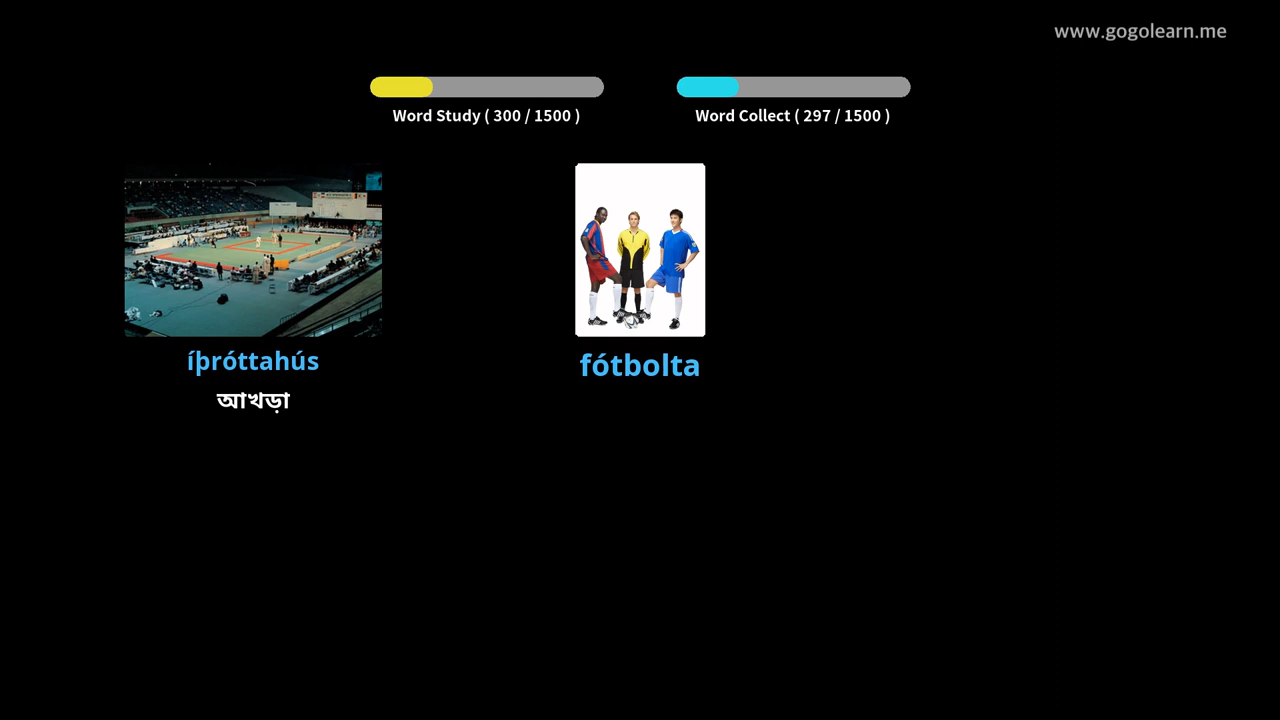 www.gogolearn.me
Word Study ( 300 / 1500 )
Word Collect ( 297 / 1500 )
íþróttahús
আখড়া
fótbolta